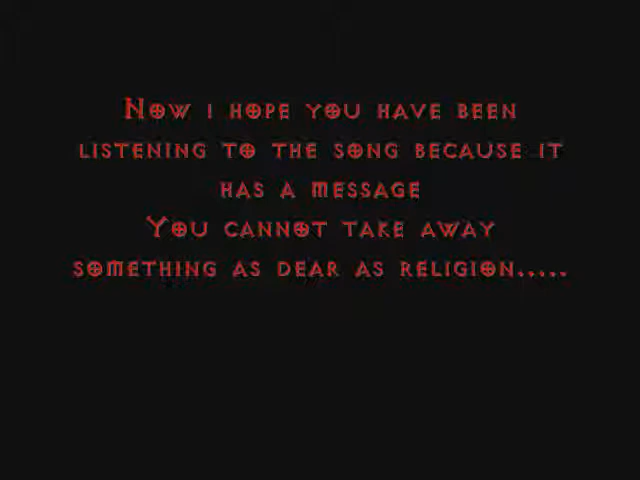 Now i hope you have been
listening to the song because it
has a message
You cannot take away
something as dear as religion.....